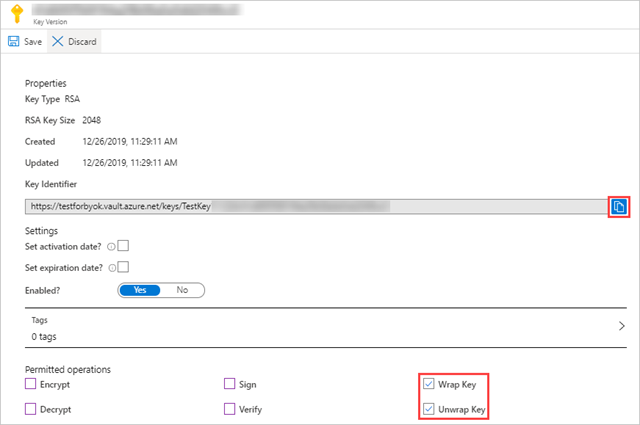 Key Version
Save Discard
Properties
Key Type RSA
RSA Key Size 2048
Created 12/26/2019, 11:29:11 AM
Updated 12/26/2019, 11:29:11 AM
Key Identifier
https://testforbyok.vault.azure.net/keys/TestKey
Settings
Set activation date?
Set expiration date?
Enabled? Yes No
Tags
0 tags
Permitted operations
Encrypt Sign Wrap Key
Decrypt Verify Unwrap Key